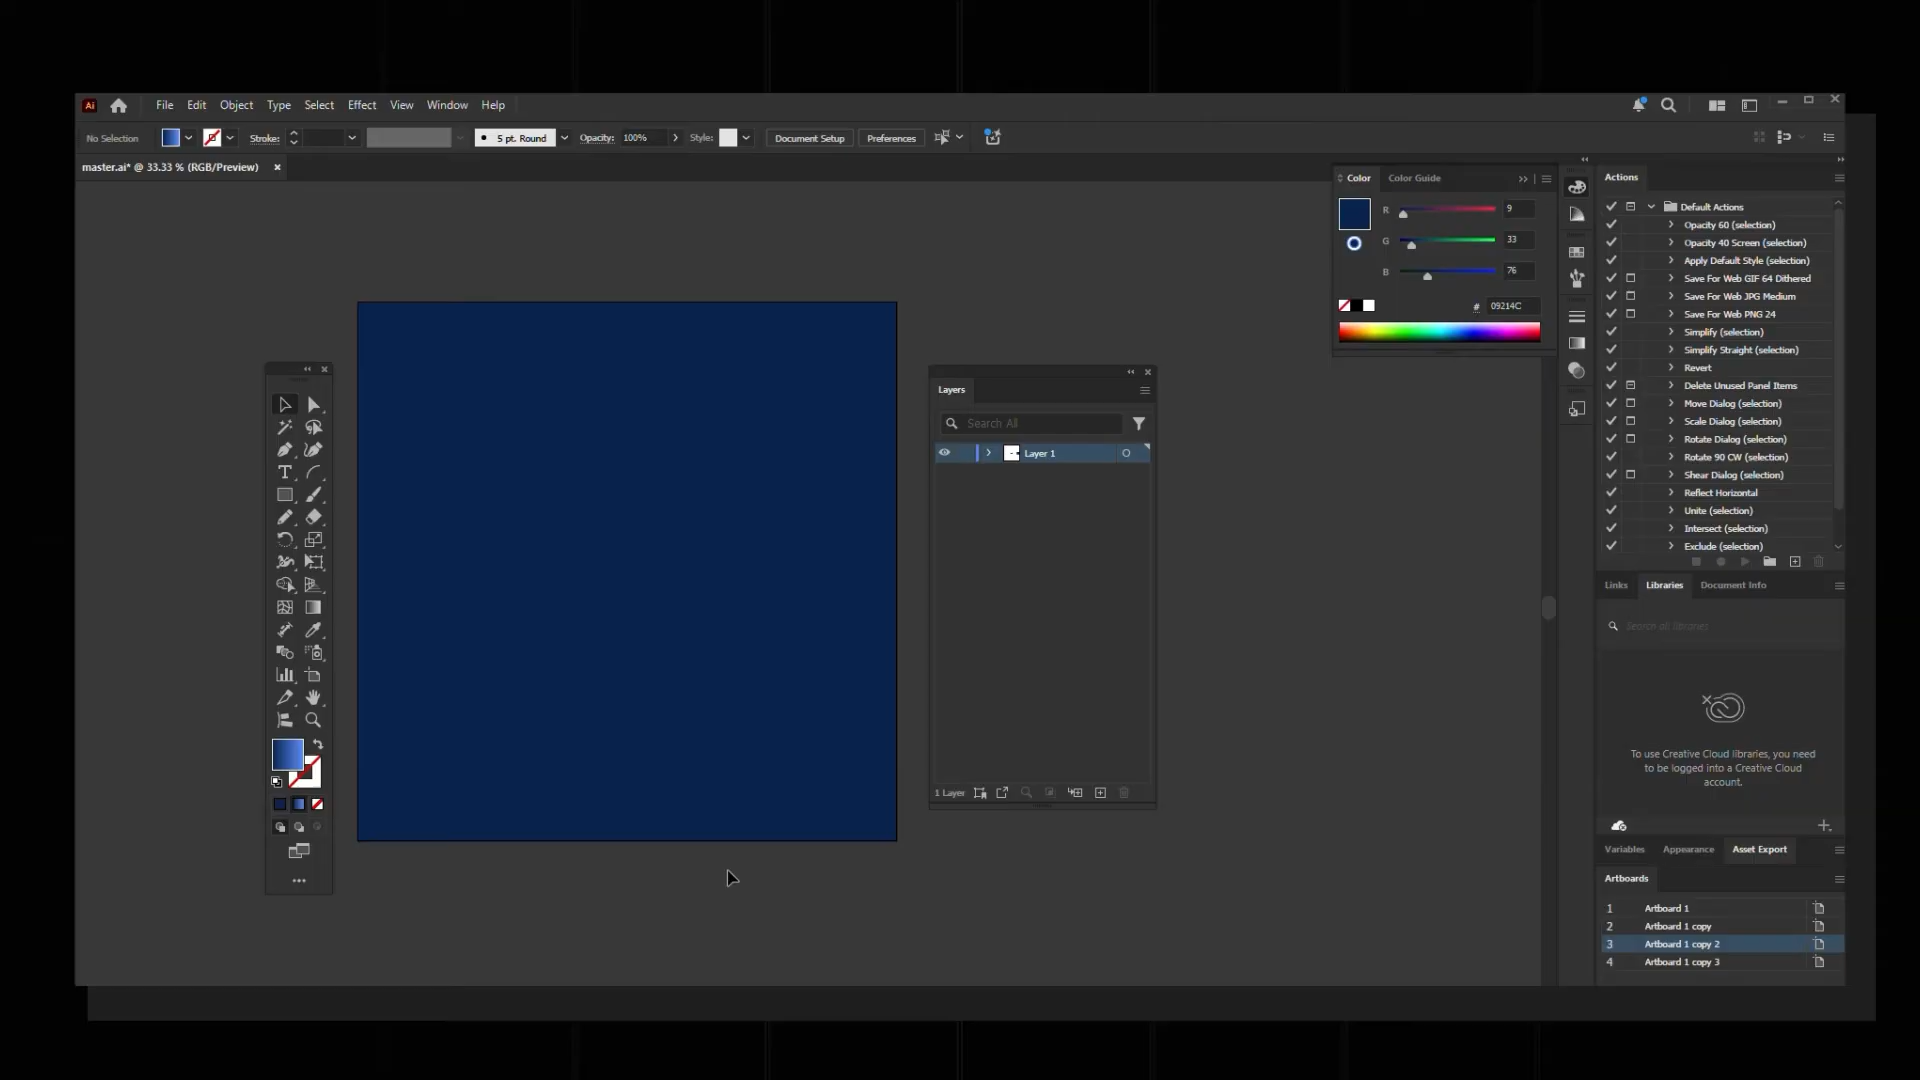 Ai File Edit Object Type Select Effect View Window Help
No Selection Stroke: 5 pt. Round Opacity: 100% Style: Document Setup Preferences
master.ai* @ 33.33 % (RGB/Preview)
Color Color Guide
R 9
G 33
B 76
# 09214C
Layers
Search All
Layer 1
1 Layer
Actions
Default Actions
Opacity 60 (selection)
Opacity 40 Screen (selection)
Apply Default Style (selection)
Save For Web GIF 64 Dithered
Save For Web JPG Medium
Save For Web PNG 24
Simplify (selection)
Simplify Straight (selection)
Revert
Delete Unused Panel Items
Move Dialog (selection)
Scale Dialog (selection)
Rotate Dialog (selection)
Rotate 90 CW (selection)
Shear Dialog (selection)
Reflect Horizontal
Unite (selection)
Intersect (selection)
Exclude (selection)
Links Libraries Document Info
Search all libraries
To use Creative Cloud libraries, you need
to be logged into a Creative Cloud
account.
Variables Appearance Asset Export
Artboards
1 Artboard 1
2 Artboard 1 copy
3 Artboard 1 copy 2
4 Artboard 1 copy 3